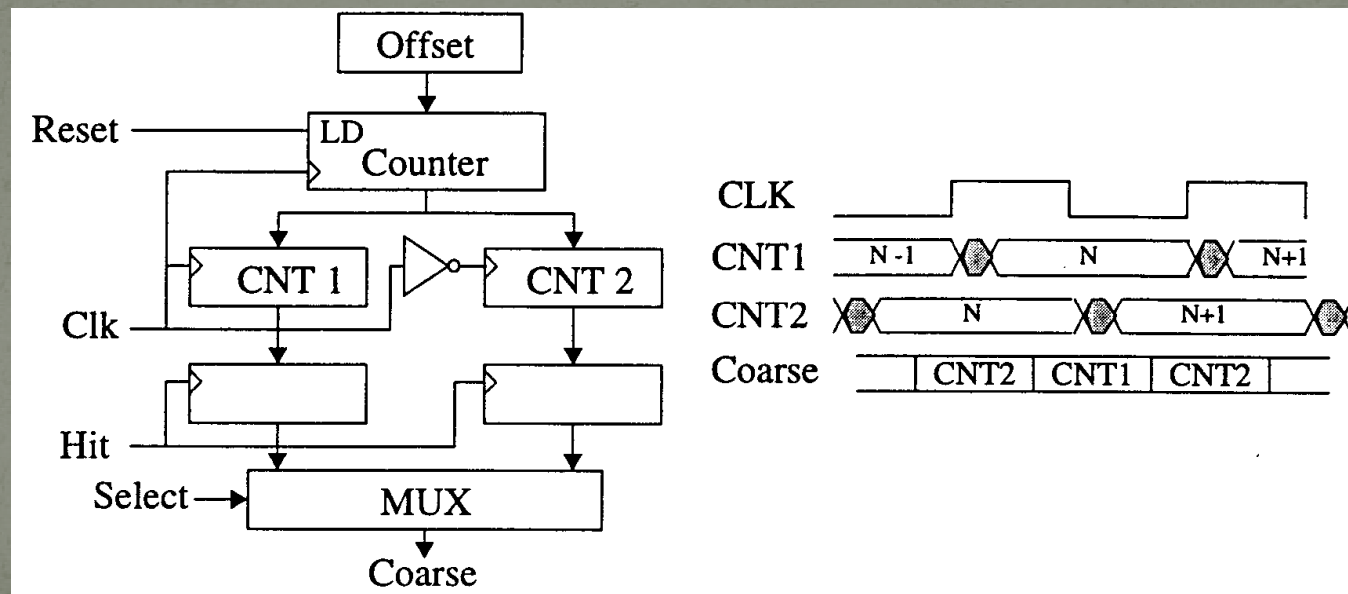 Offset
Reset
LD
Counter
CNT 1
CNT 2
Clk
Hit
Select
MUX
Coarse
CLK
CNT1
N -1
N
N+1
CNT2
N
N+1
Coarse
CNT2
CNT1
CNT2